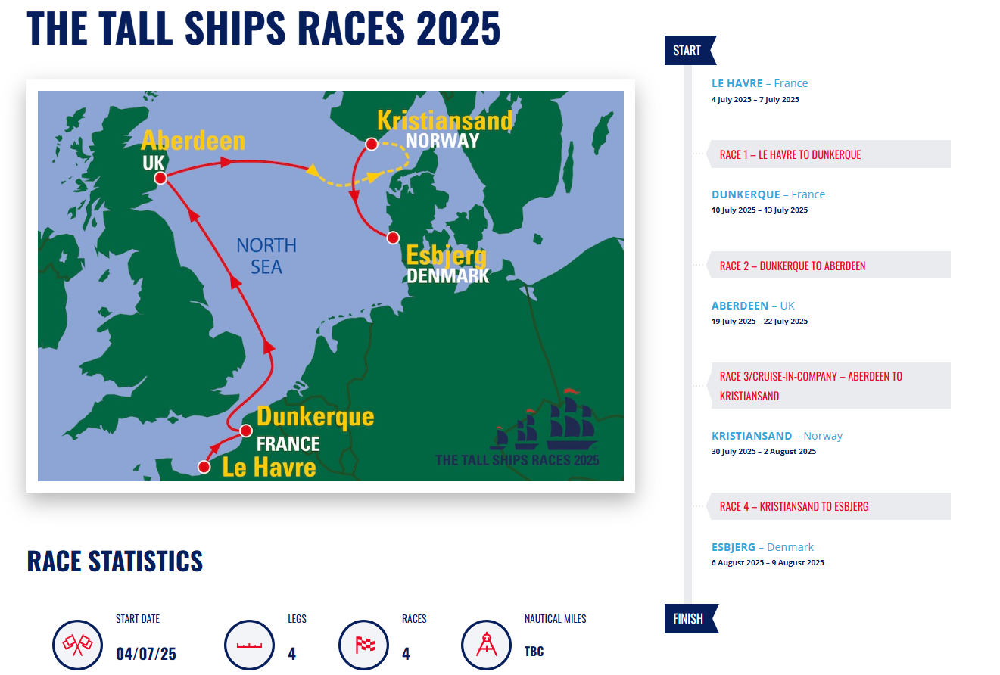 THE TALL SHIPS RACES 2025
Aberdeen
UK
Kristiansand
NORWAY
NORTH
SEA
Esbjerg
DENMARK
Dunkerque
FRANCE
Le Havre
THE TALL SHIPS RACES 2025
RACE STATISTICS
START DATE
04/07/25
LEGS
4
RACES
4
NAUTICAL MILES
TBC
START
LE HAVRE – France
4 July 2025 – 7 July 2025
RACE 1 – LE HAVRE TO DUNKERQUE
DUNKERQUE – France
10 July 2025 – 13 July 2025
RACE 2 – DUNKERQUE TO ABERDEEN
ABERDEEN – UK
19 July 2025 – 22 July 2025
RACE 3/CRUISE-IN-COMPANY – ABERDEEN TO
KRISTIANSAND
KRISTIANSAND – Norway
30 July 2025 – 2 August 2025
RACE 4 – KRISTIANSAND TO ESBJERG
ESBJERG – Denmark
6 August 2025 – 9 August 2025
FINISH